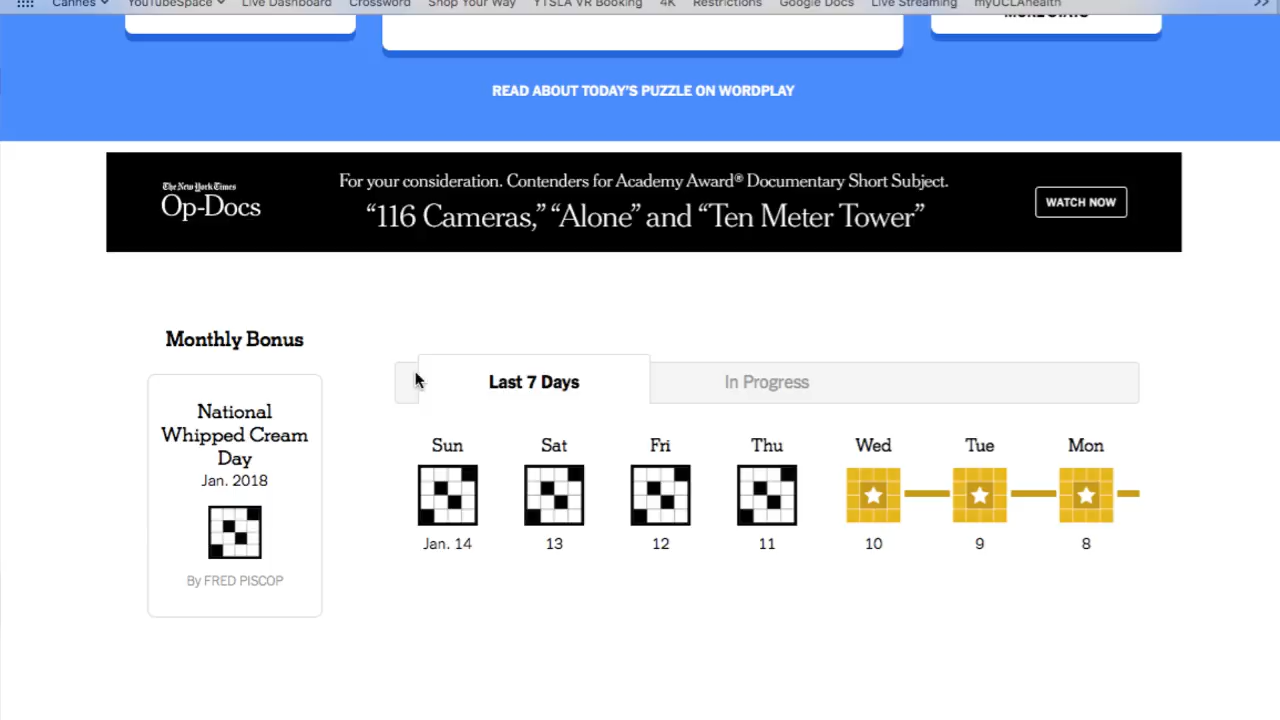 Cannes YouTubeSpace Live Dashboard Crossword Shop Your Way YTSLA VR Booking 4K Restrictions Google Docs Live Streaming myUCLAhealth >>
MORE STATS
READ ABOUT TODAY'S PUZZLE ON WORDPLAY
The New York Times
Op-Docs
For your consideration. Contenders for Academy Award® Documentary Short Subject.
“116 Cameras,” “Alone” and “Ten Meter Tower”
WATCH NOW
Monthly Bonus
National
Whipped Cream
Day
Jan. 2018
By FRED PISCOP
Last 7 Days In Progress
Sun Sat Fri Thu Wed Tue Mon
Jan. 14 13 12 11 10 9 8